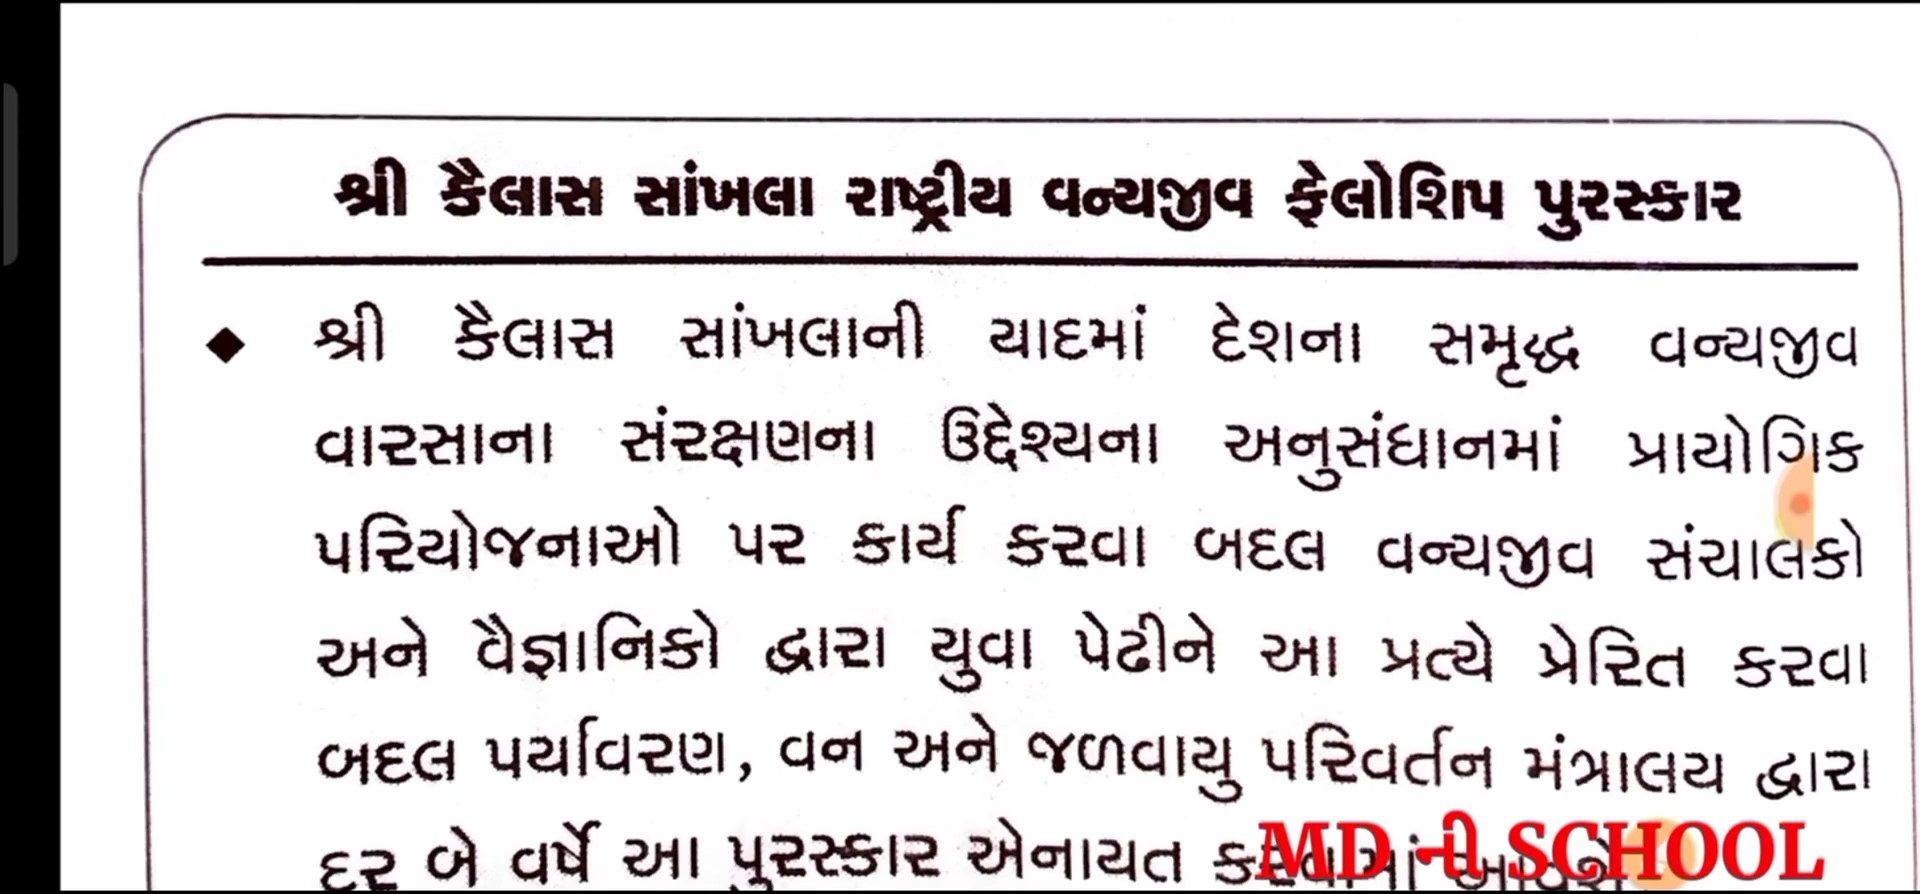 શ્રી કૈલાસ સાંખલા રાષ્ટ્રીય વન્યજીવ ફેલોશિપ પુરસ્કાર
◆ શ્રી કૈલાસ સાંખલાની યાદમાં દેશના સમૃદ્ધ વન્યજીવ
વારસાના સંરક્ષણના ઉદ્દેશ્યના અનુસંધાનમાં પ્રાયોગિક
પરિયોજનાઓ પર કાર્ય કરવા બદલ વન્યજીવ સંચાલકો
અને વૈજ્ઞાનિકો દ્વારા યુવા પેઢીને આ પ્રત્યે પ્રેરિત કરવા
બદલ પર્યાવરણ, વન અને જળવાયુ પરિવર્તન મંત્રાલય દ્વારા
દર બે વર્ષે આ પુરસ્કાર એનાયત
MD ની SCHOOL